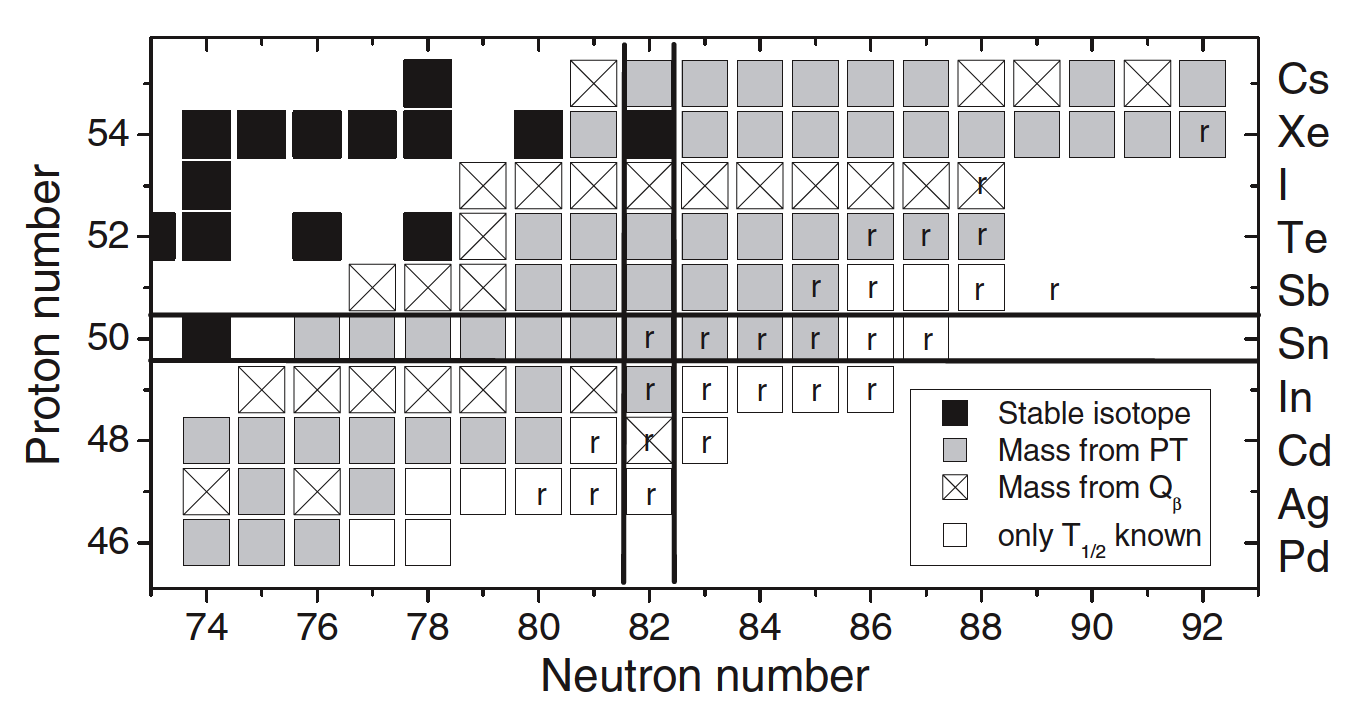 Cs
54 r Xe
r I
52 r r r Te
r r r r Sb
50 r r r r r r Sn
r r r r r In
48 r r r Cd
r r r Ag
46 Pd
Stable isotope
Mass from PT
Mass from Qβ
only T1/2 known
74 76 78 80 82 84 86 88 90 92
Neutron number
Proton number